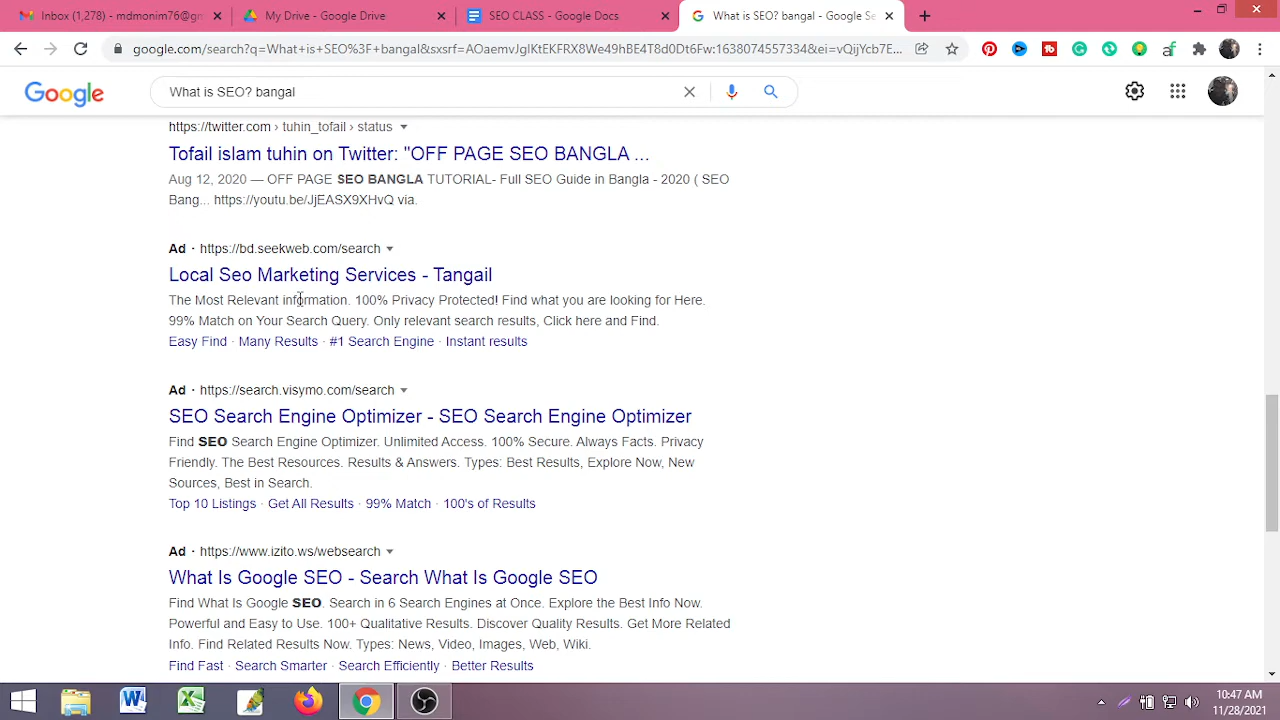 Inbox (1,278) - mdmonim76@gm
My Drive - Google Drive
SEO CLASS - Google Docs
What is SEO? bangal - Google Se
google.com/search?q=What+is+SEO%3F+bangal&sxsrf=AOaemvJglKtEKFRX8We49hBE4T8d0Dt6Fw:1638074557334&ei=vQijYcb7E...
Google
What is SEO? bangal
https://twitter.com › tuhin_tofail › status
Tofail islam tuhin on Twitter: "OFF PAGE SEO BANGLA ...
Aug 12, 2020 — OFF PAGE SEO BANGLA TUTORIAL- Full SEO Guide in Bangla - 2020 ( SEO
Bang... https://youtu.be/JjEASX9XHvQ via.
Ad · https://bd.seekweb.com/search
Local Seo Marketing Services - Tangail
The Most Relevant information. 100% Privacy Protected! Find what you are looking for Here.
99% Match on Your Search Query. Only relevant search results, Click here and Find.
Easy Find · Many Results · #1 Search Engine · Instant results
Ad · https://search.visymo.com/search
SEO Search Engine Optimizer - SEO Search Engine Optimizer
Find SEO Search Engine Optimizer. Unlimited Access. 100% Secure. Always Facts. Privacy
Friendly. The Best Resources. Results & Answers. Types: Best Results, Explore Now, New
Sources, Best in Search.
Top 10 Listings · Get All Results · 99% Match · 100's of Results
Ad · https://www.izito.ws/websearch
What Is Google SEO - Search What Is Google SEO
Find What Is Google SEO. Search in 6 Search Engines at Once. Explore the Best Info Now.
Powerful and Easy to Use. 100+ Qualitative Results. Discover Quality Results. Get More Related
Info. Find Related Results Now. Types: News, Video, Images, Web, Wiki.
Find Fast · Search Smarter · Search Efficiently · Better Results
10:47 AM
11/28/2021